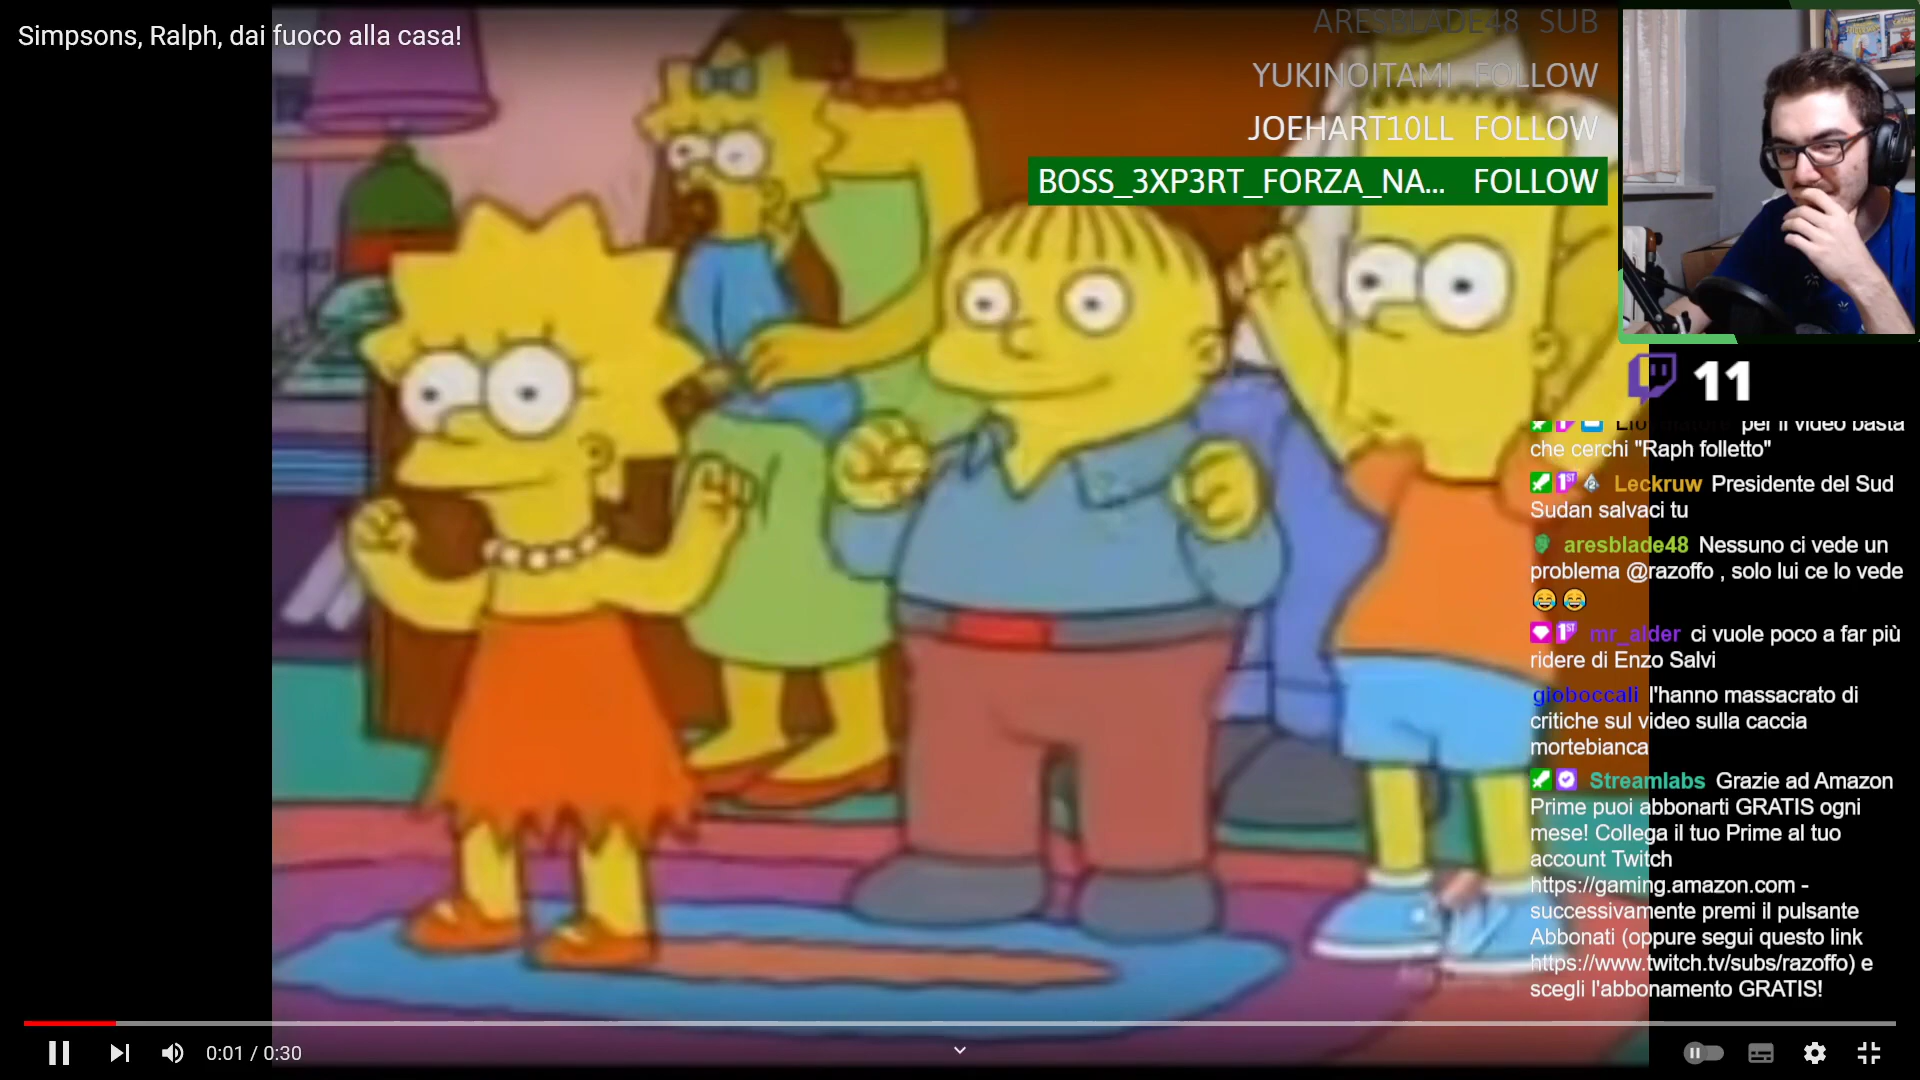 Simpsons, Ralph, dai fuoco alla casa!
ARESBLADE48 SUB
YUKINOITAMI FOLLOW
JOEHART10LL FOLLOW
BOSS_3XP3RT_FORZA_NA... FOLLOW
11
per il video basta
che cerchi "Raph folletto"
Leckruw Presidente del Sud
Sudan salvaci tu
aresblade48 Nessuno ci vede un
problema @razoffo , solo lui ce lo vede
😂 😂
mr_alder ci vuole poco a far più
ridere di Enzo Salvi
gioboccali l'hanno massacrato di
critiche sul video sulla caccia
mortebianca
Streamlabs Grazie ad Amazon
Prime puoi abbonarti GRATIS ogni
mese! Collega il tuo Prime al tuo
account Twitch
https://gaming.amazon.com -
successivamente premi il pulsante
Abbonati (oppure segui questo link
https://www.twitch.tv/subs/razoffo) e
scegli l'abbonamento GRATIS!
0:01 / 0:30